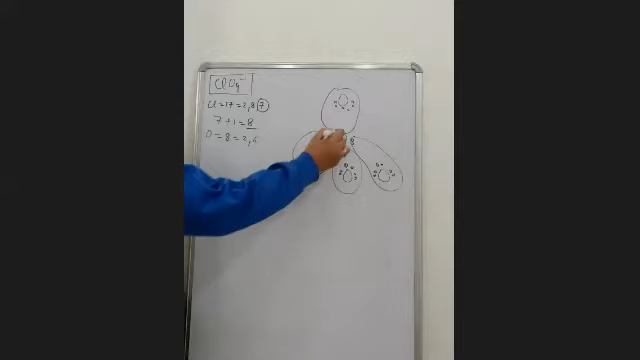 ClO₄⁻
Cl = 17 = 2, 8, 7
7 + 1 = 8
O = 8 = 2, 6